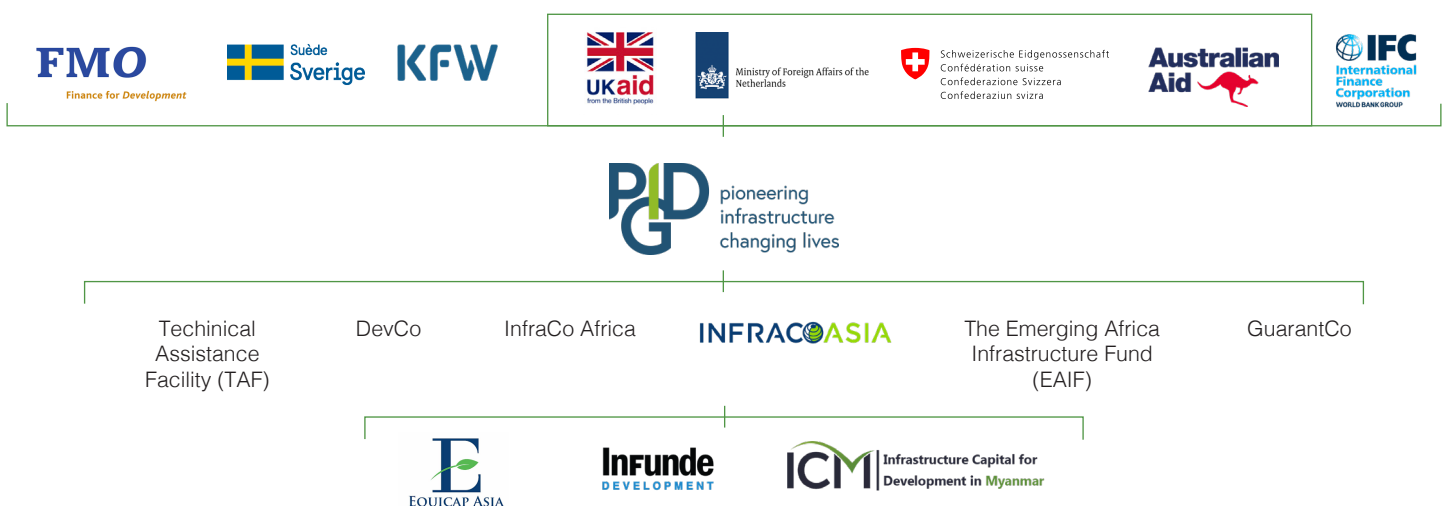 FMO
Finance for Development
Suède
Sverige
KFW
UKaid
from the British people
Ministry of Foreign Affairs of the
Netherlands
Schweizerische Eidgenossenschaft
Confédération suisse
Confederazione Svizzera
Confederaziun svizra
Australian
Aid
IFC
International
Finance
Corporation
WORLD BANK GROUP
PIDG
pioneering
infrastructure
changing lives
Techinical
Assistance
Facility (TAF)
DevCo
InfraCo Africa
INFRACOASIA
The Emerging Africa
Infrastructure Fund
(EAIF)
GuarantCo
E
EQUICAP ASIA
InFunde
DEVELOPMENT
ICM
Infrastructure Capital for
Development in Myanmar